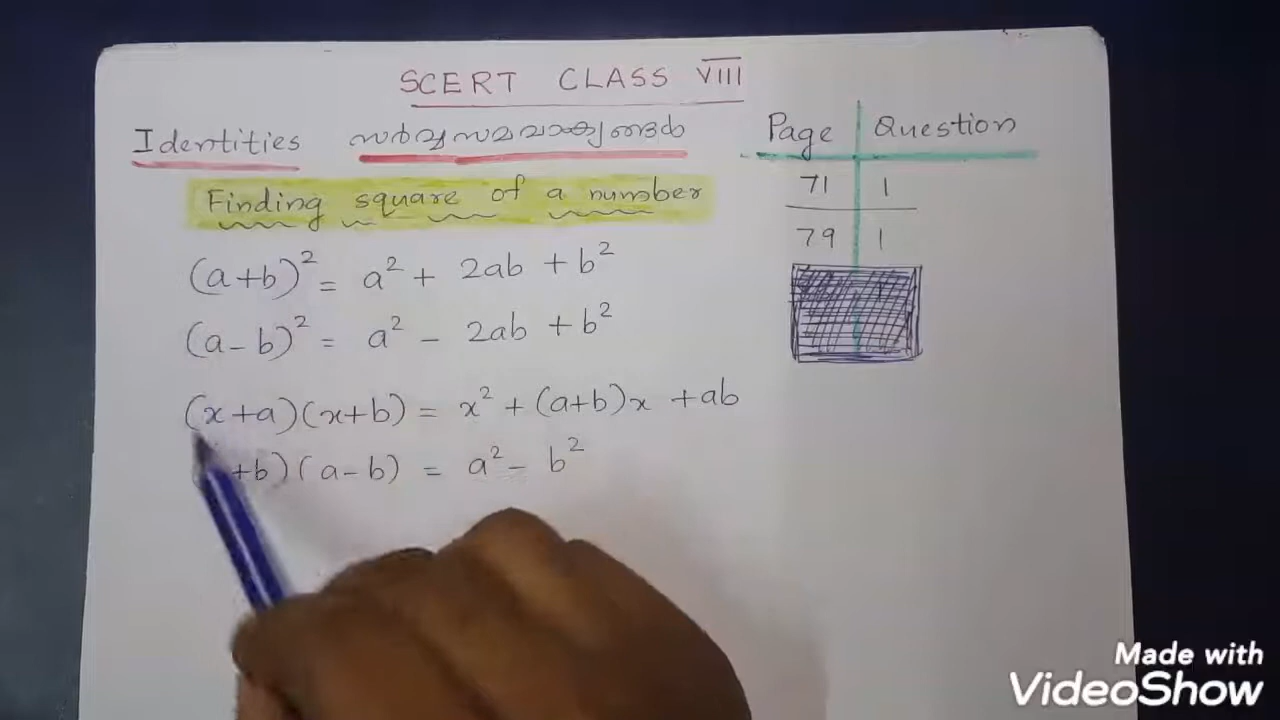 SCERT CLASS VIII
Identities സർവ്വസമവാക്യങ്ങൾ
Finding square of a number
(a+b)² = a² + 2ab + b²
(a-b)² = a² - 2ab + b²
(x+a)(x+b) = x² + (a+b)x + ab
+b)(a-b) = a² - b²
Page Question
71 1
79 1
Made with
VideoShow